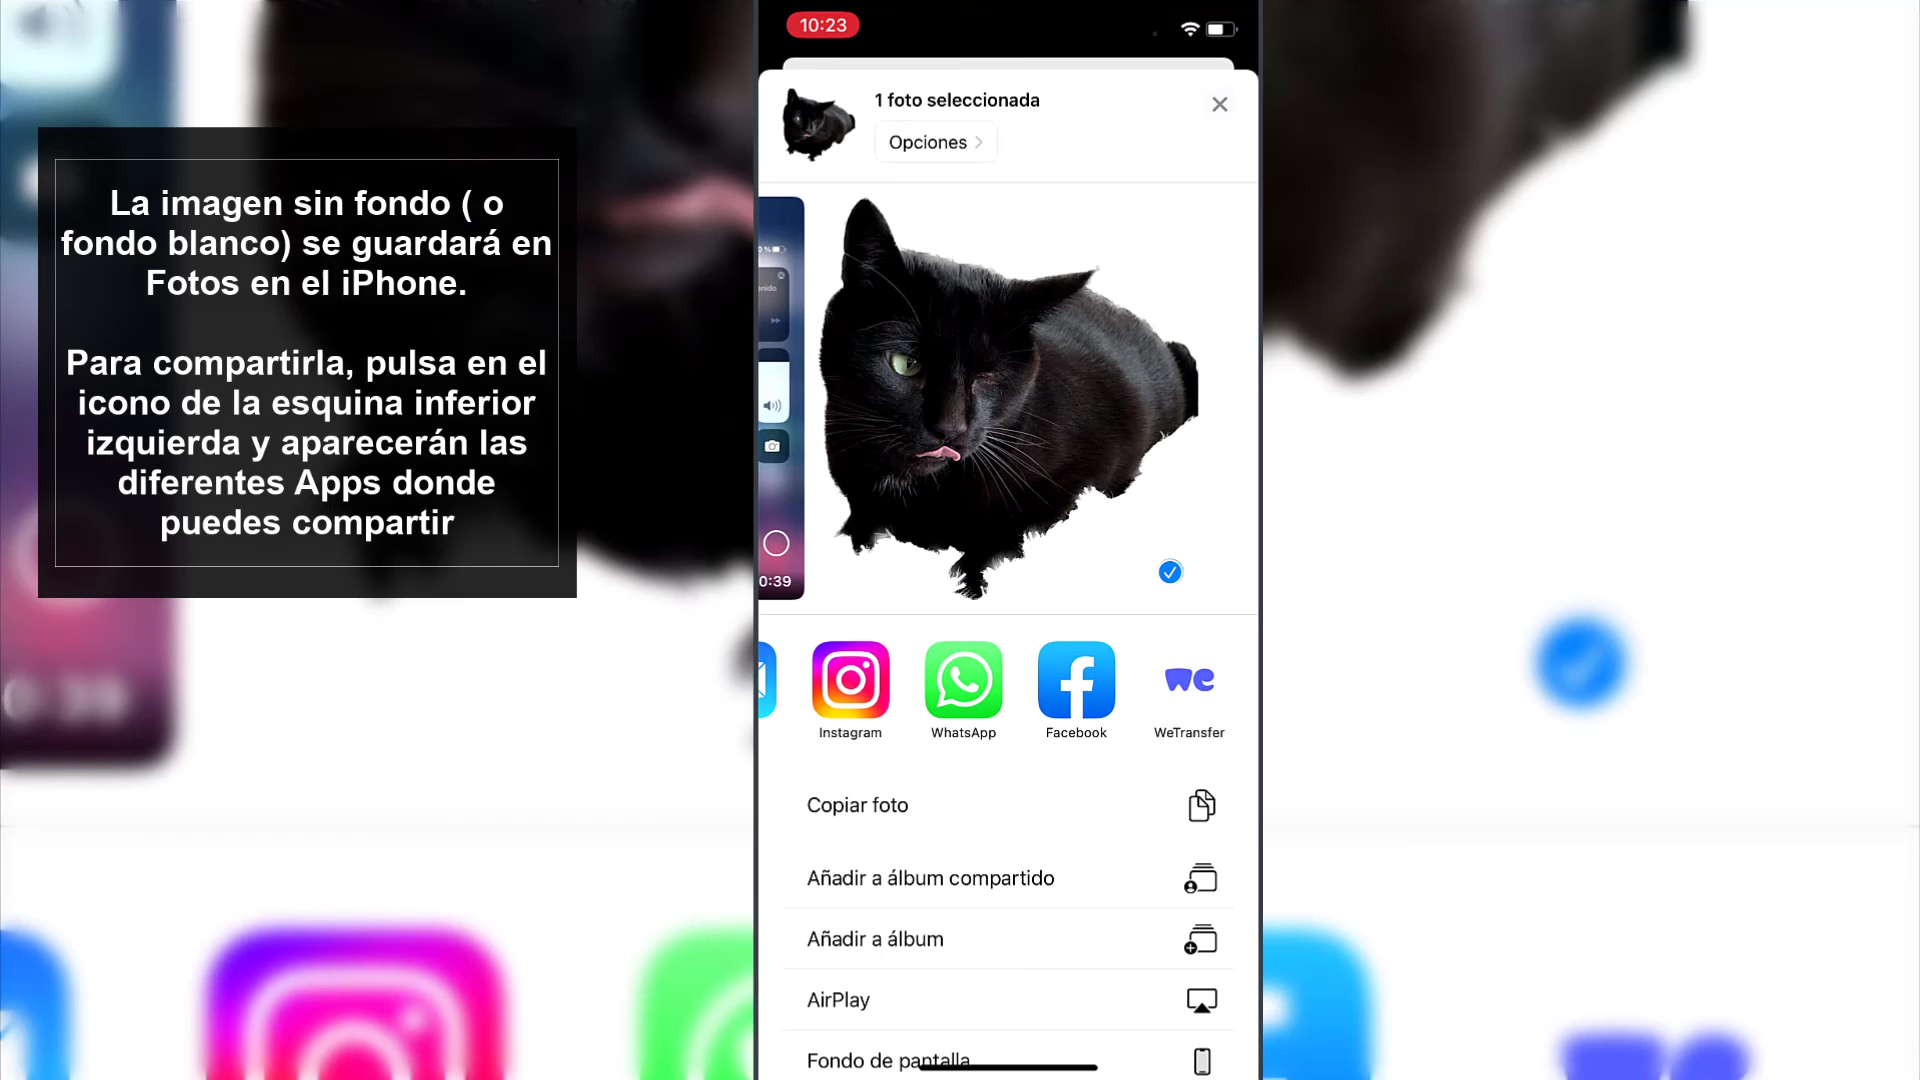 La imagen sin fondo ( o
fondo blanco) se guardará en
Fotos en el iPhone.
Para compartirla, pulsa en el
icono de la esquina inferior
izquierda y aparecerán las
diferentes Apps donde
puedes compartir
10:23
1 foto seleccionada
Opciones
0:39
we
Instagram
WhatsApp
Facebook
WeTransfer
Copiar foto
Añadir a álbum compartido
Añadir a álbum
AirPlay
Fondo de pantalla